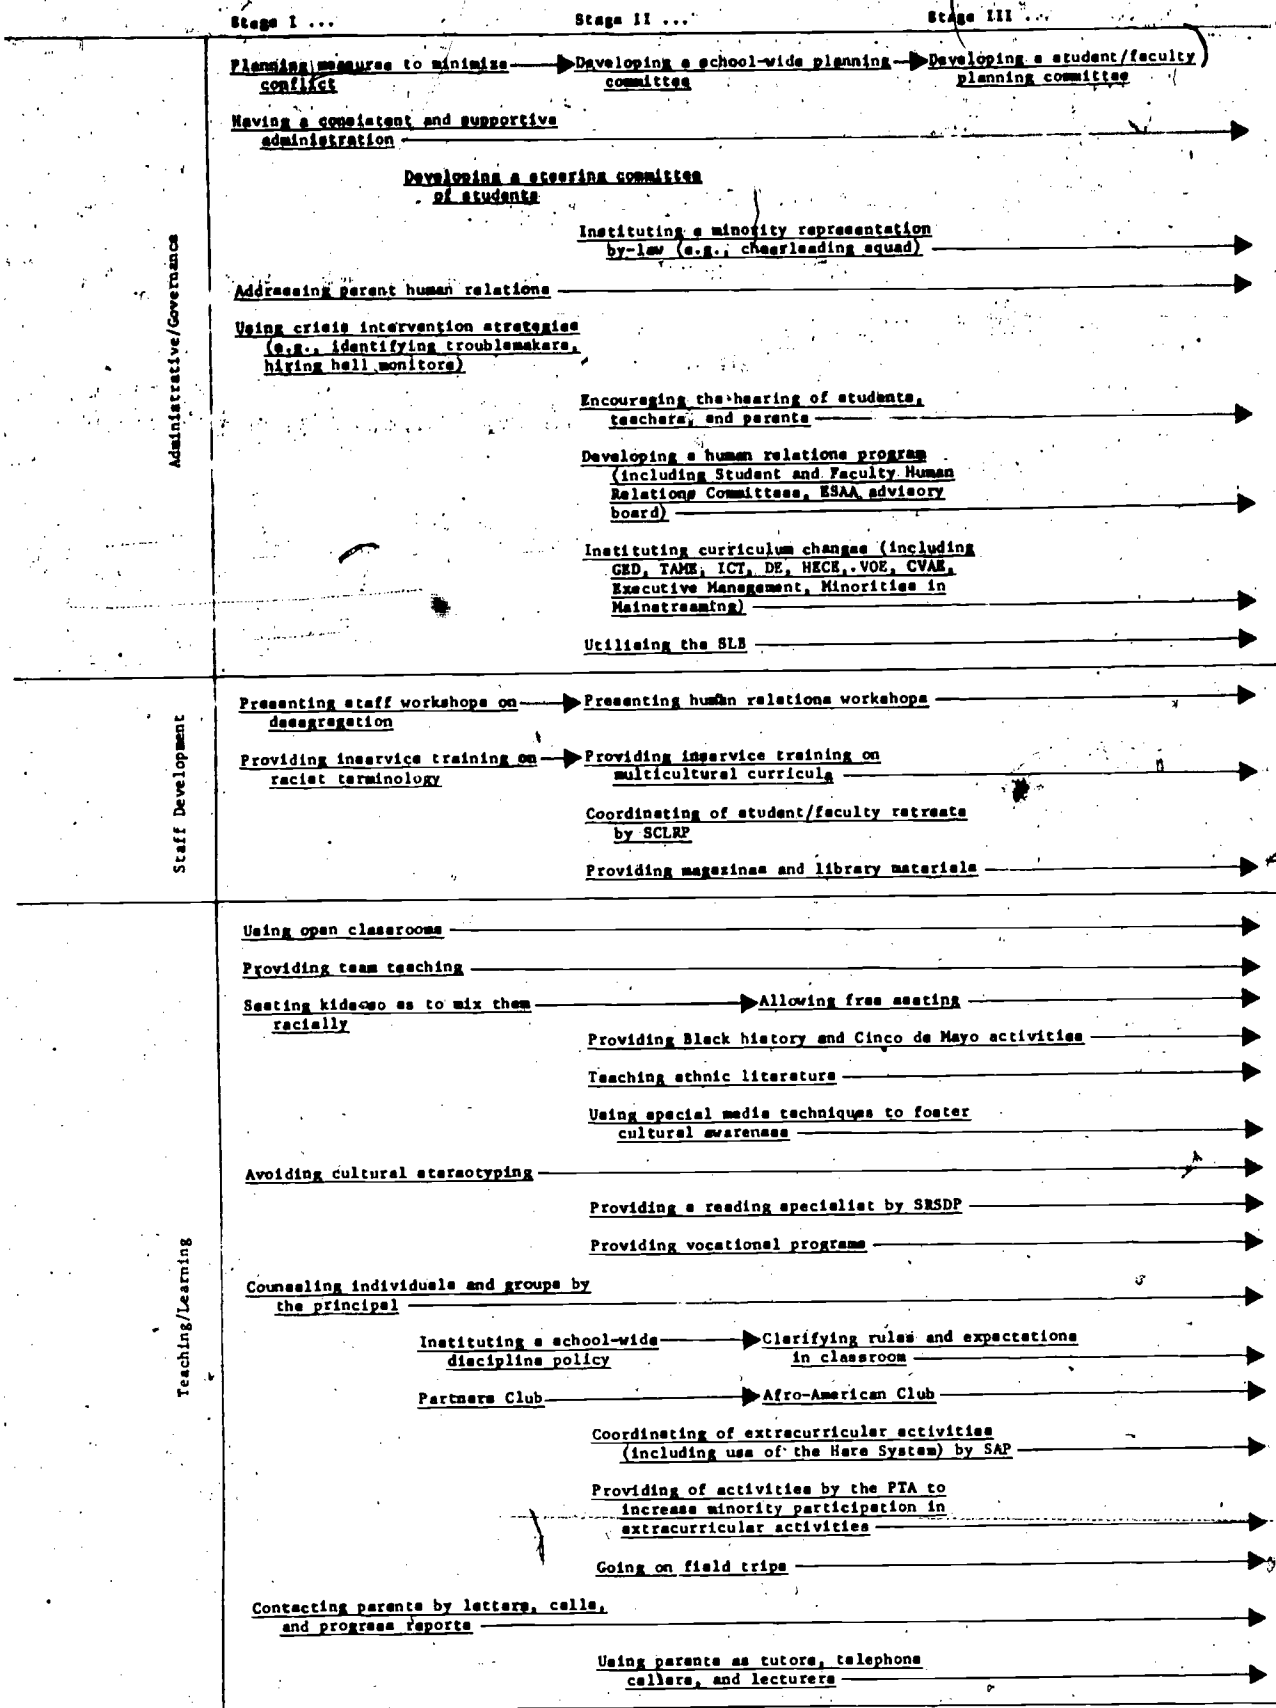 Stage I ... Stage II ... Stage III ...
Administrative/Governance
Planning measures to minimize Developing a school-wide planning Developing a student/faculty
conflict committee planning committee
Having a consistent and supportive
administration
Developing a steering committee
of students
Instituting a minority representation
by-law (e.g., cheerleading squad)
Addressing parent human relations
Using crisis intervention strategies
(e.g., identifying troublemakers,
hiring hall monitors)
Encouraging the hearing of students,
teachers, and parents
Developing a human relations program
(including Student and Faculty Human
Relations Committees, ESAA advisory
board)
Instituting curriculum changes (including
GED, TAME, ICT, DE, HECE, VOE, CVAE,
Executive Management, Minorities in
Mainstreaming)
Utilizing the SLB
Staff Development
Presenting staff workshops on Presenting human relations workshops
desegregation
Providing inservice training on Providing inservice training on
racist terminology multicultural curricula
Coordinating of student/faculty retreats
by SCLRP
Providing magazines and library materials
Teaching/Learning
Using open classrooms
Providing team teaching
Seating kids so as to mix them Allowing free seating
racially
Providing Black history and Cinco de Mayo activities
Teaching ethnic literature
Using special media techniques to foster
cultural awareness
Avoiding cultural stereotyping
Providing a reading specialist by SRSDP
Providing vocational programs
Counseling individuals and groups by
the principal
Instituting a school-wide Clarifying rules and expectations
discipline policy in classroom
Partners Club Afro-American Club
Coordinating of extracurricular activities
(including use of the Hare System) by SAP
Providing of activities by the PTA to
increase minority participation in
extracurricular activities
Going on field trips
Contacting parents by letters, calls,
and progress reports
Using parents as tutors, telephone
callers, and lecturers